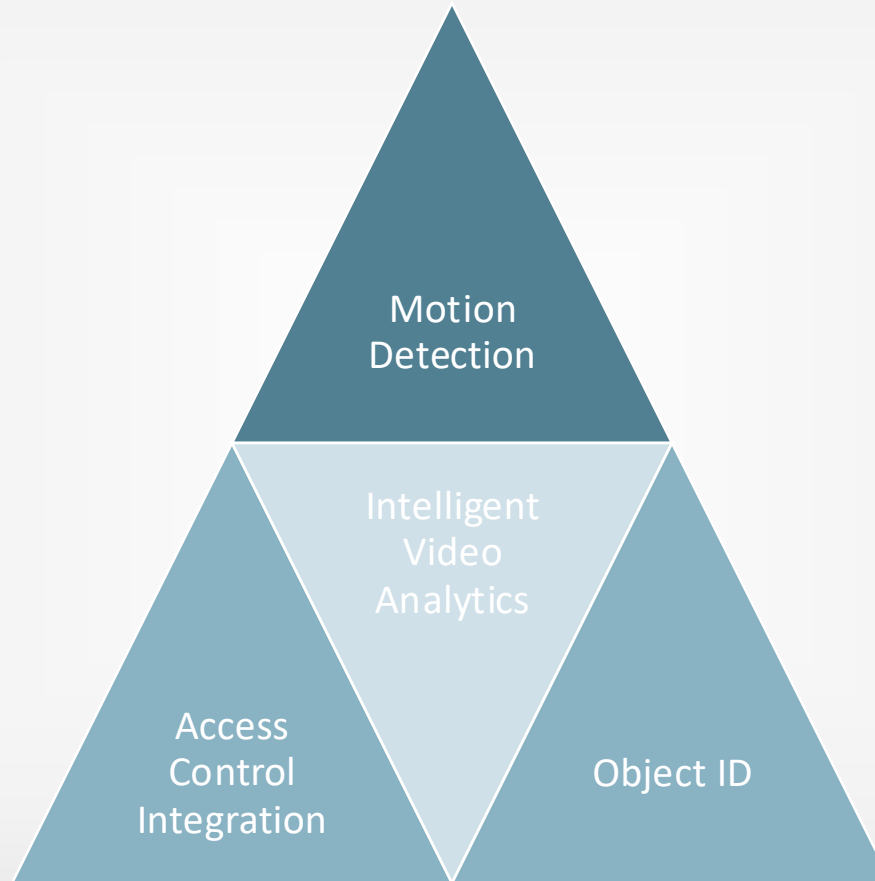 Motion
Detection
Intelligent
Video
Analytics
Access
Control
Integration
Object ID